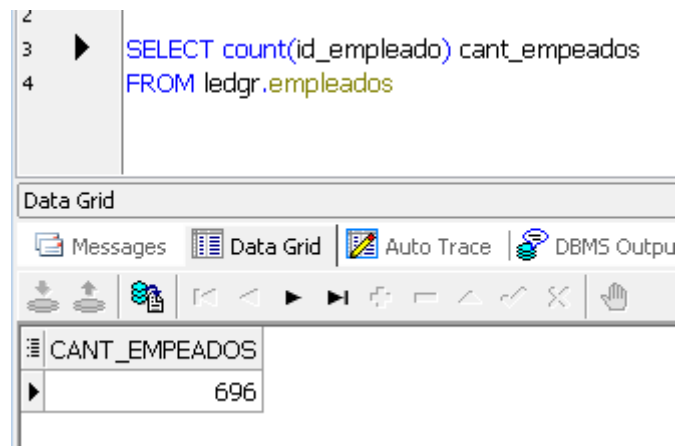 2
3 SELECT count(id_empleado) cant_empeados
4 FROM ledgr.empleados
Data Grid
Messages Data Grid Auto Trace DBMS Outpu
CANT_EMPEADOS
696